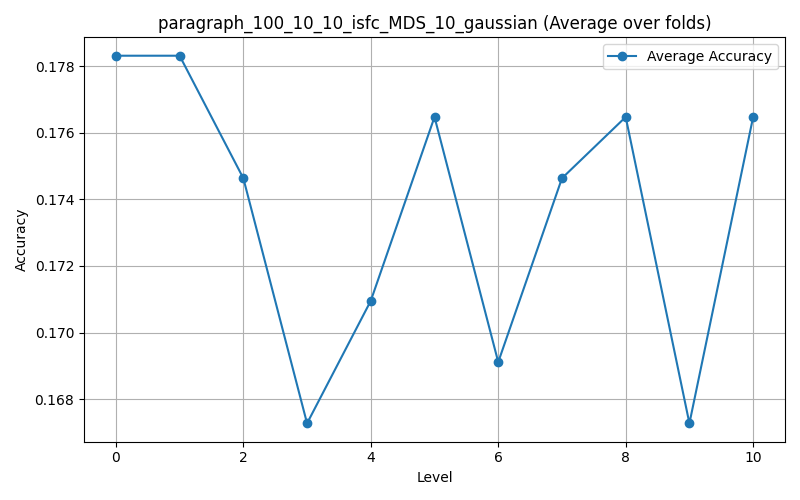 paragraph_100_10_10_isfc_MDS_10_gaussian (Average over folds)
Average Accuracy
0.178
0.176
0.174
0.172
0.170
0.168
Accuracy
0 2 4 6 8 10
Level